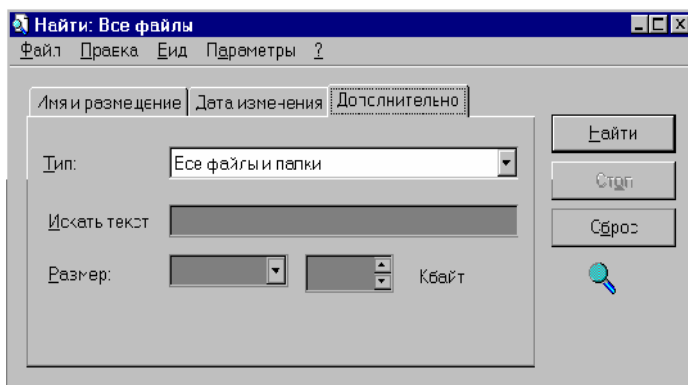 Найти: Все файлы
Файл Правка Вид Параметры ?
Имя и размещение Дата изменения Дополнительно
Найти
Тип: Все файлы и папки
Стоп
Искать текст
Сброс
Размер: Кбайт